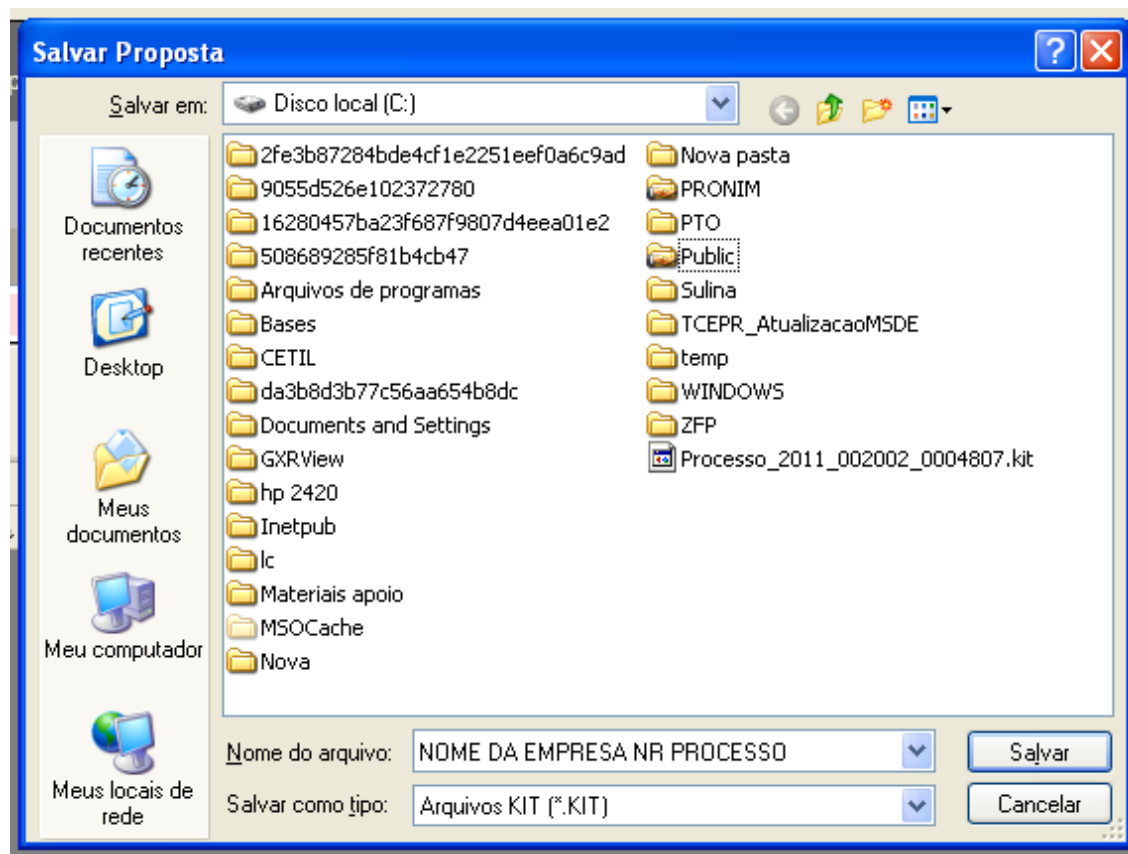 Salvar Proposta
Salvar em:
Disco local (C:)
Documentos
recentes
Desktop
Meus
documentos
Meu computador
Meus locais de
rede
2fe3b87284bde4cf1e2251eef0a6c9ad
9055d526e102372780
16280457ba23f687f9807d4eea01e2
508689285f81b4cb47
Arquivos de programas
Bases
CETIL
da3b8d3b77c56aa654b8dc
Documents and Settings
GXRView
hp 2420
Inetpub
lc
Materiais apoio
MSOCache
Nova
Nova pasta
PRONIM
PTO
Public
Sulina
TCEPR_AtualizacaoMSDE
temp
WINDOWS
ZFP
Processo_2011_002002_0004807.kit
Nome do arquivo:
NOME DA EMPRESA NR PROCESSO
Salvar
Salvar como tipo:
Arquivos KIT (*.KIT)
Cancelar